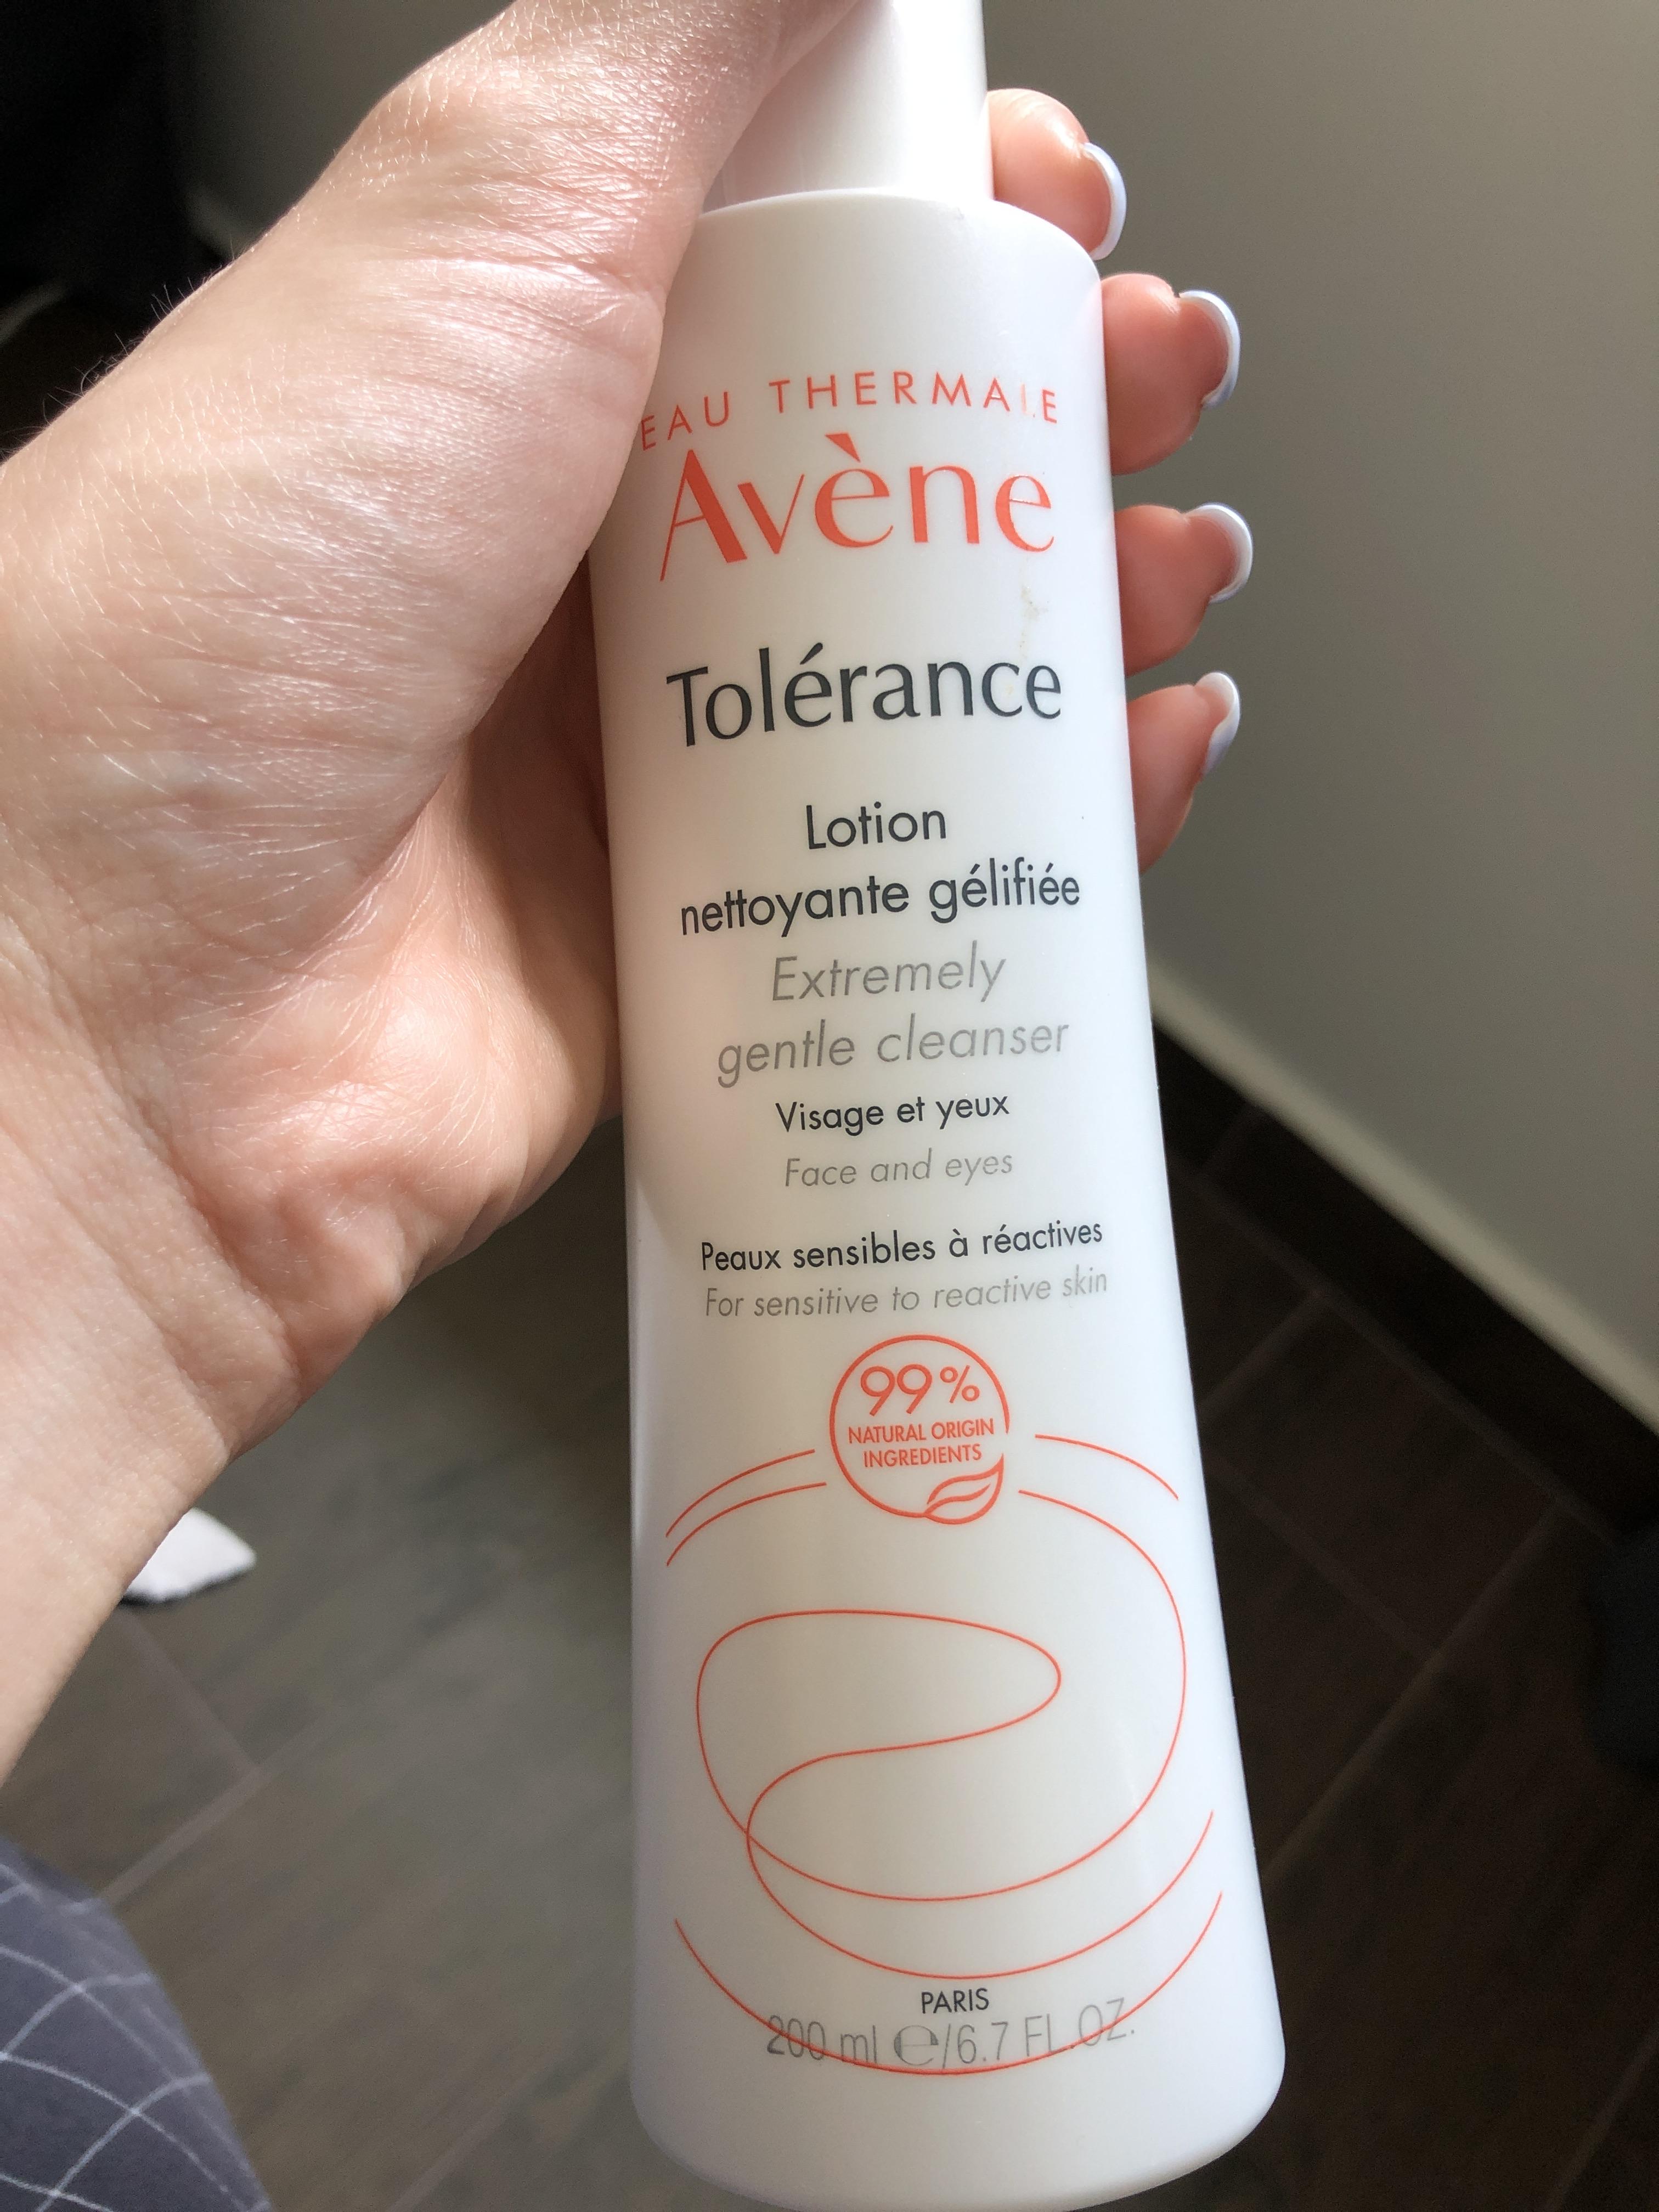 EAU THERMALE
Avène
Tolérance
Lotion
nettoyante gélifiée
Extremely
gentle cleanser
Visage et yeux
Face and eyes
Peaux sensibles à réactives
For sensitive to reactive skin
99%
NATURAL ORIGIN
INGREDIENTS
PARIS
200 ml ℮/6.7 FL.OZ.